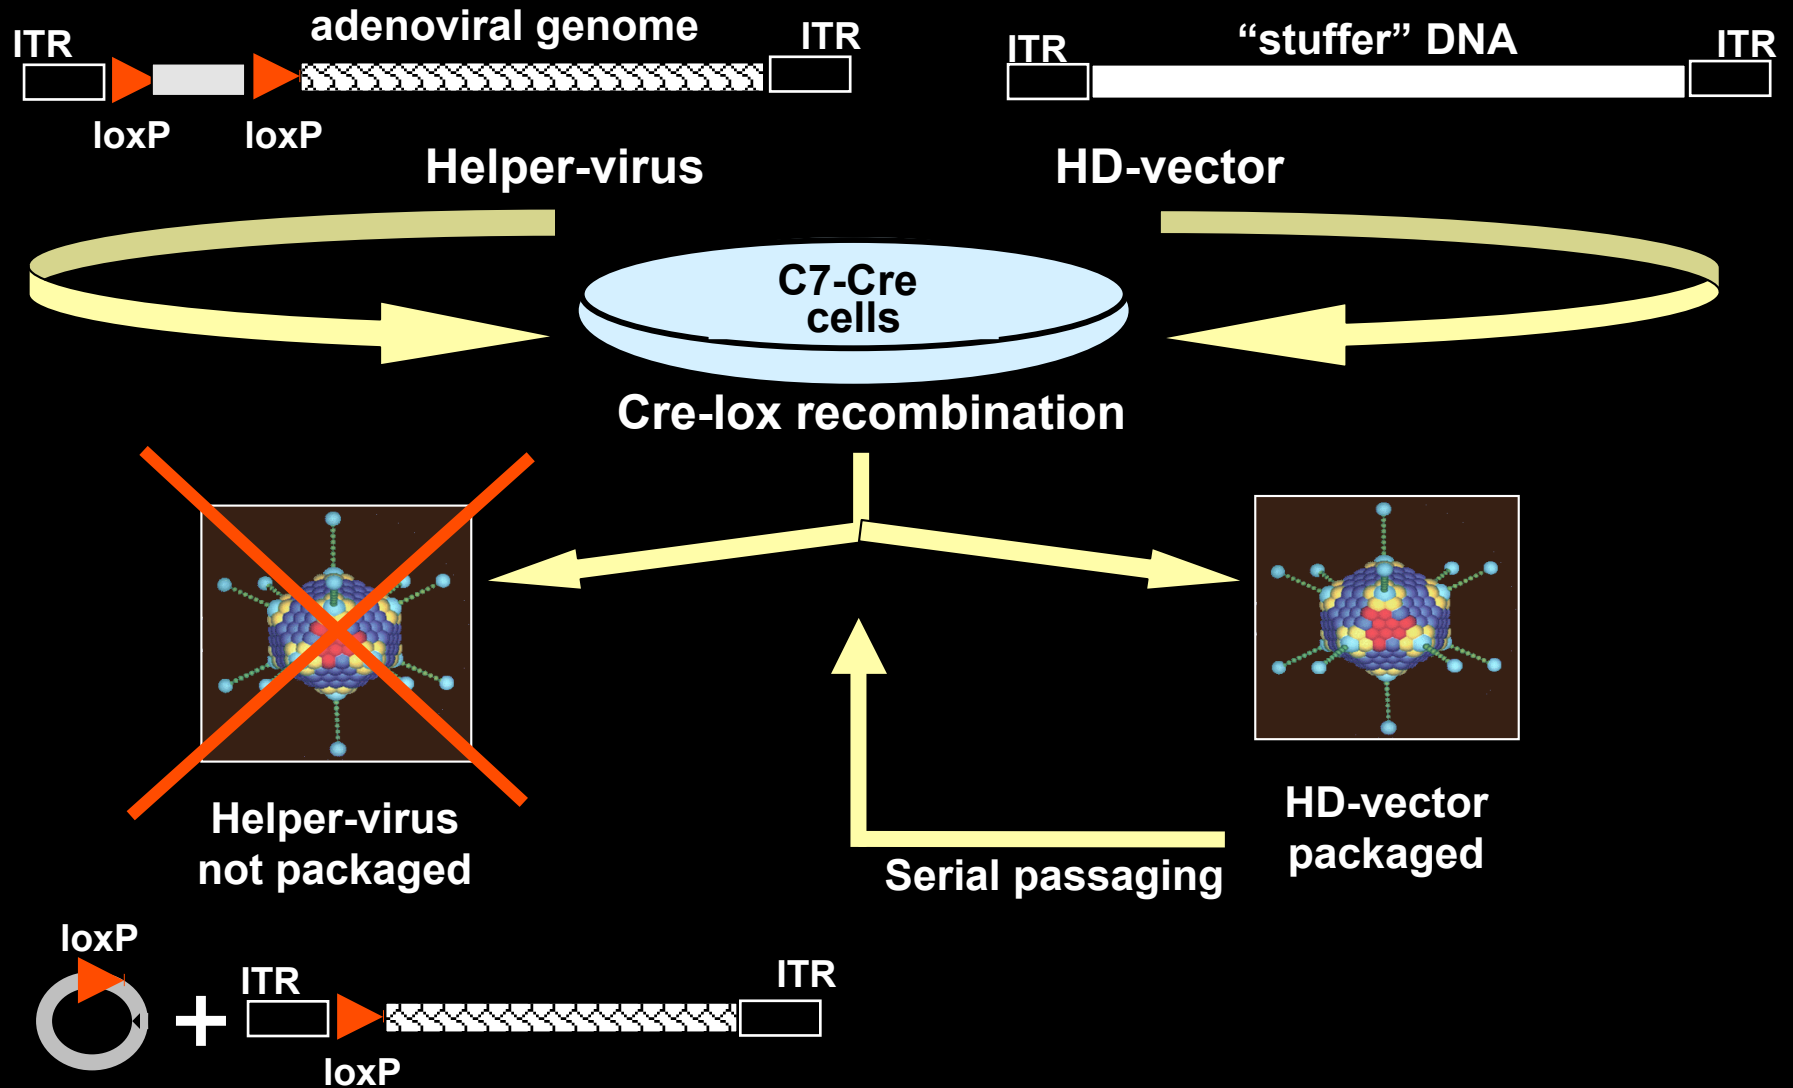 ITR
adenoviral genome
ITR
loxP
loxP
Helper-virus
ITR
“stuffer” DNA
ITR
HD-vector
C7-Cre
cells
Cre-lox recombination
Helper-virus
not packaged
HD-vector
packaged
Serial passaging
loxP
+
ITR
ITR
loxP